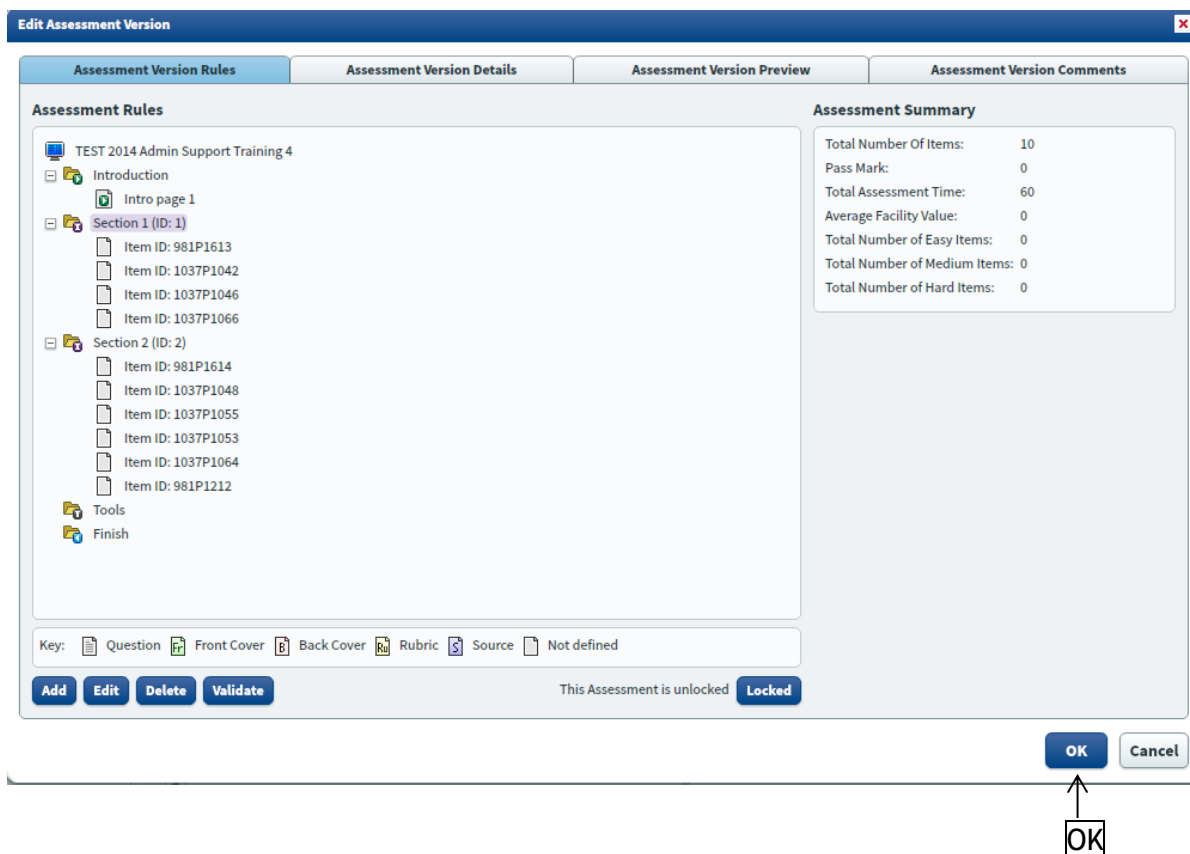 Edit Assessment Version
Assessment Version Rules
Assessment Version Details
Assessment Version Preview
Assessment Version Comments
Assessment Rules
TEST 2014 Admin Support Training 4
Introduction
Intro page 1
Section 1 (ID: 1)
Item ID: 981P1613
Item ID: 1037P1042
Item ID: 1037P1046
Item ID: 1037P1066
Section 2 (ID: 2)
Item ID: 981P1614
Item ID: 1037P1048
Item ID: 1037P1055
Item ID: 1037P1053
Item ID: 1037P1064
Item ID: 981P1212
Tools
Finish
Assessment Summary
Total Number Of Items: 10
Pass Mark: 0
Total Assessment Time: 60
Average Facility Value: 0
Total Number of Easy Items: 0
Total Number of Medium Items: 0
Total Number of Hard Items: 0
Key: Question Fr Front Cover B Back Cover Ru Rubric S Source Not defined
Add Edit Delete Validate This Assessment is unlocked Locked
OK Cancel
OK